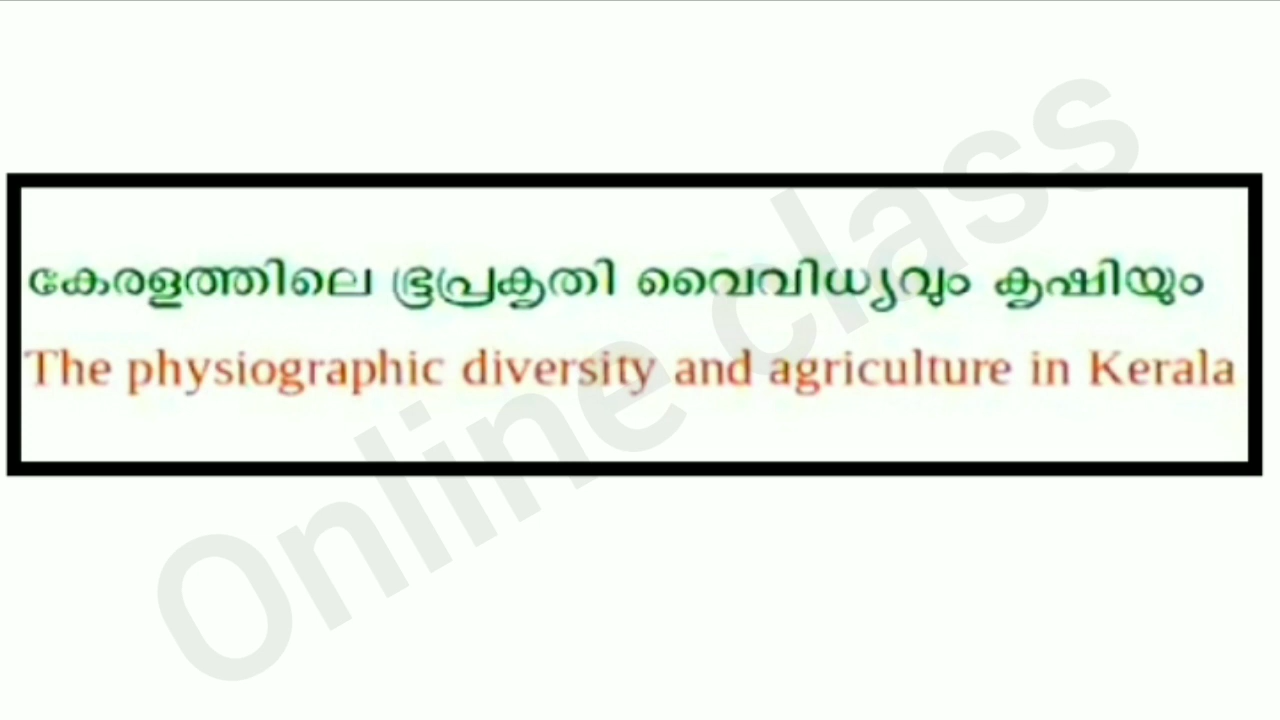 കേരളത്തിലെ ഭൂപ്രകൃതി വൈവിധ്യവും കൃഷിയും
The physiographic diversity and agriculture in Kerala
Online class